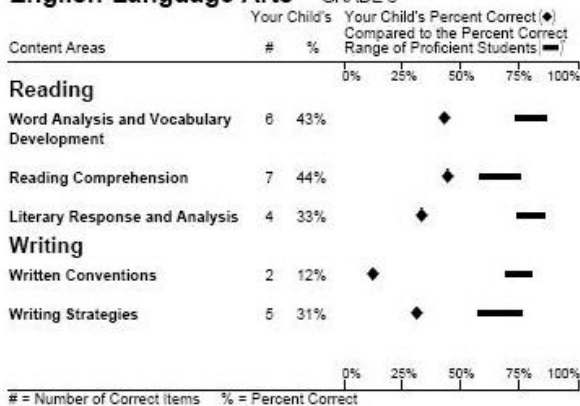 English-Language Arts
Your Child's Your Child's Percent Correct (◆)
Compared to the Percent Correct
Content Areas # % Range of Proficient Students (▬)
0% 25% 50% 75% 100%
Reading
Word Analysis and Vocabulary 6 43%
Development
Reading Comprehension 7 44%
Literary Response and Analysis 4 33%
Writing
Written Conventions 2 12%
Writing Strategies 5 31%
0% 25% 50% 75% 100%
# = Number of Correct Items % = Percent Correct